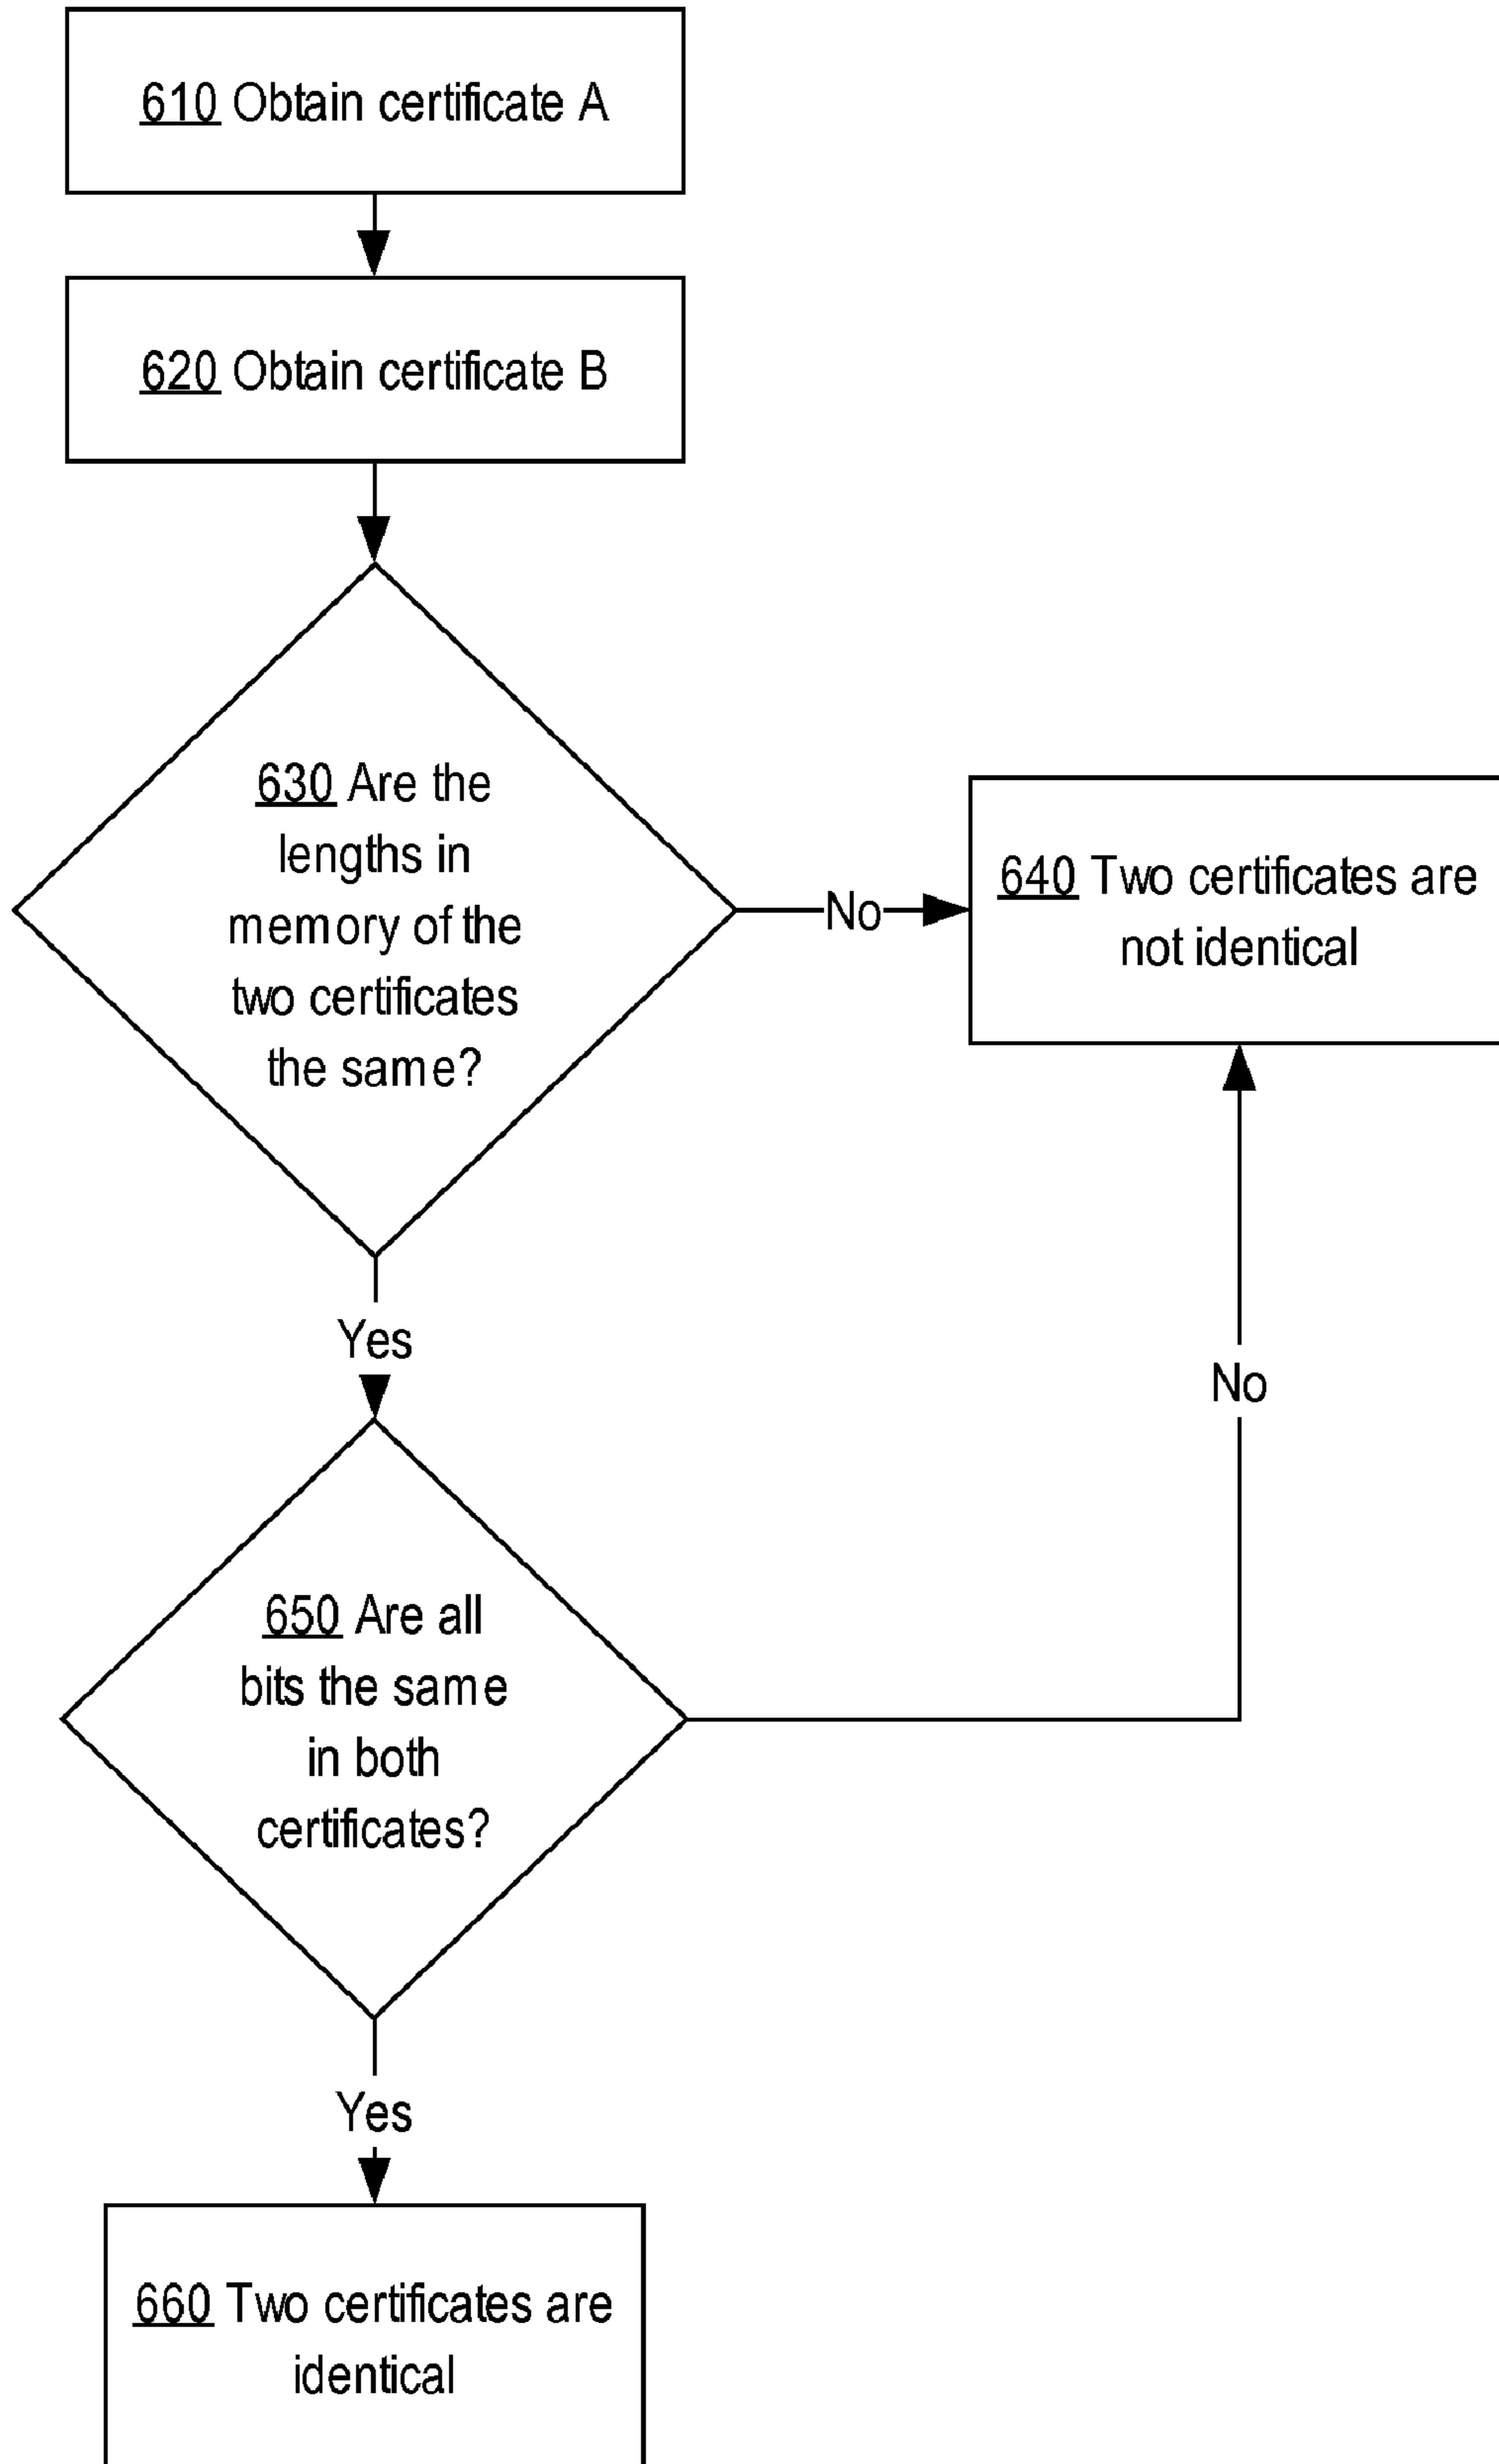 610 Obtain certificate A
620 Obtain certificate B
630 Are the
lengths in
memory of the
two certificates
the same?
No
640 Two certificates are
not identical
Yes
No
650 Are all
bits the same
in both
certificates?
Yes
660 Two certificates are
identical